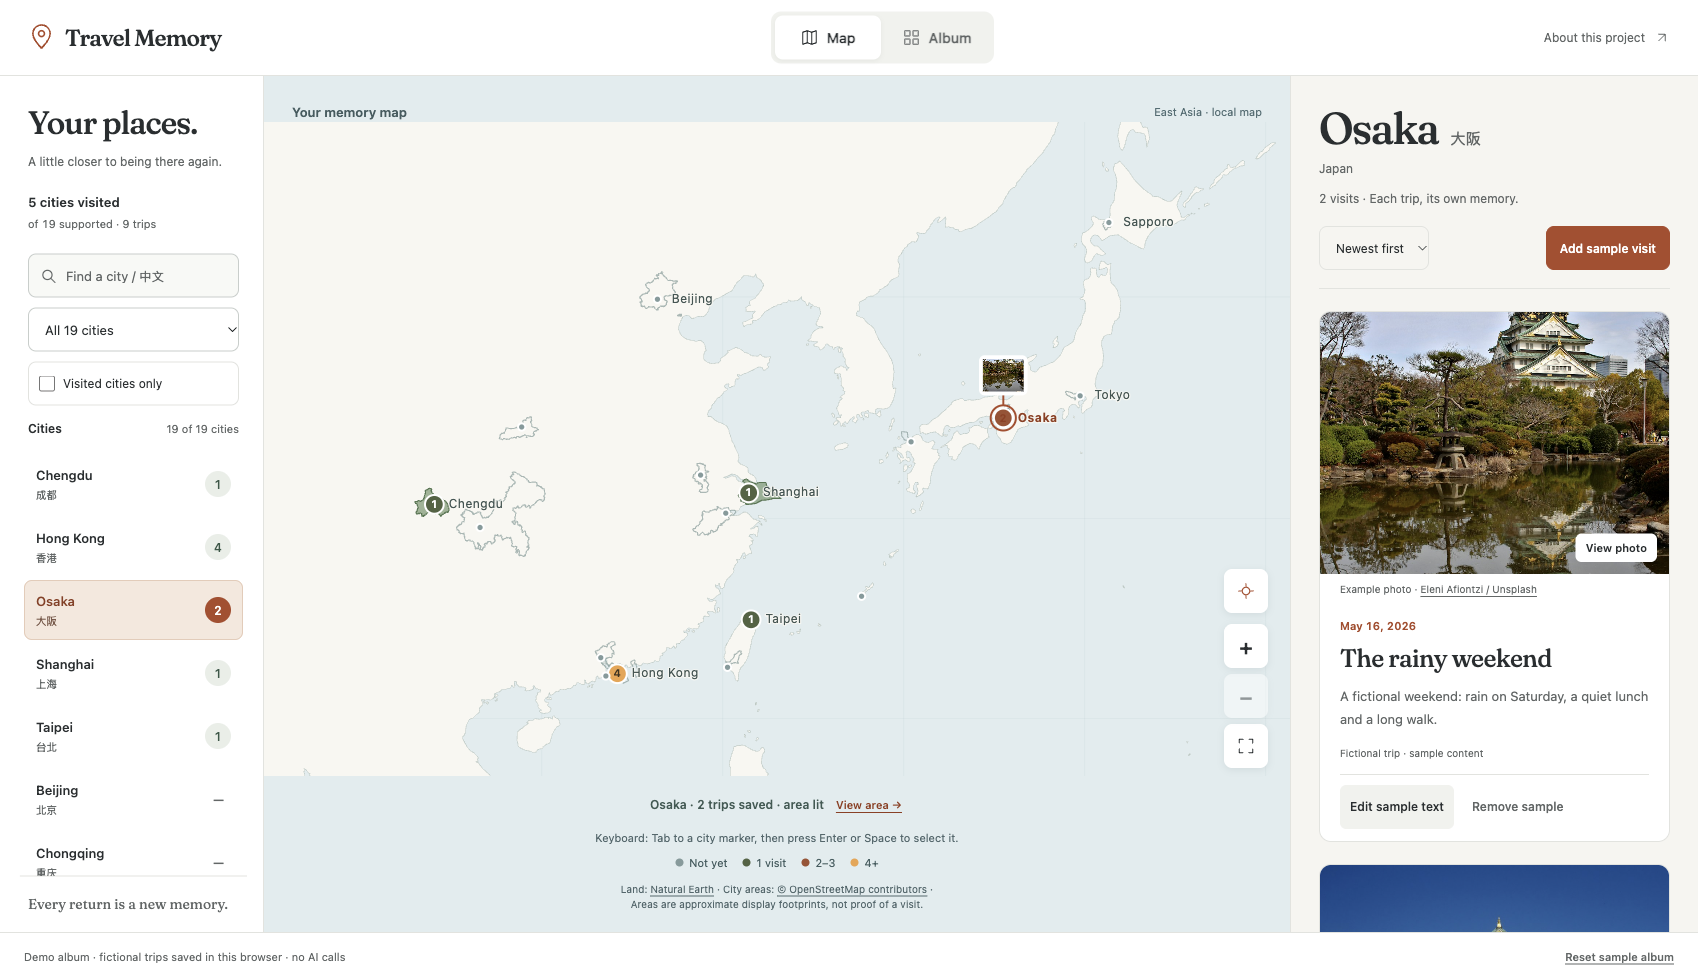 Travel Memory
Map
Album
About this project
Your places.
A little closer to being there again.
5 cities visited
of 19 supported · 9 trips
Find a city / 中文
All 19 cities
Visited cities only
Cities
19 of 19 cities
Chengdu
成都
1
Hong Kong
香港
4
Osaka
大阪
2
Shanghai
上海
1
Taipei
台北
1
Beijing
北京
–
Chongqing
重庆
–
Every return is a new memory.
Your memory map
East Asia · local map
Sapporo
Beijing
Tokyo
2
Osaka
1
Shanghai
1
Chengdu
1
Taipei
4
Hong Kong
+
−
Osaka · 2 trips saved · area lit
View area →
Keyboard: Tab to a city marker, then press Enter or Space to select it.
Not yet
1 visit
2–3
4+
Land: Natural Earth · City areas: © OpenStreetMap contributors ·
Areas are approximate display footprints, not proof of a visit.
Osaka 大阪
Japan
2 visits · Each trip, its own memory.
Newest first
Add sample visit
View photo
Example photo · Eleni Afiontzi / Unsplash
May 16, 2026
The rainy weekend
A fictional weekend: rain on Saturday, a quiet lunch
and a long walk.
Fictional trip · sample content
Edit sample text
Remove sample
Demo album · fictional trips saved in this browser · no AI calls
Reset sample album